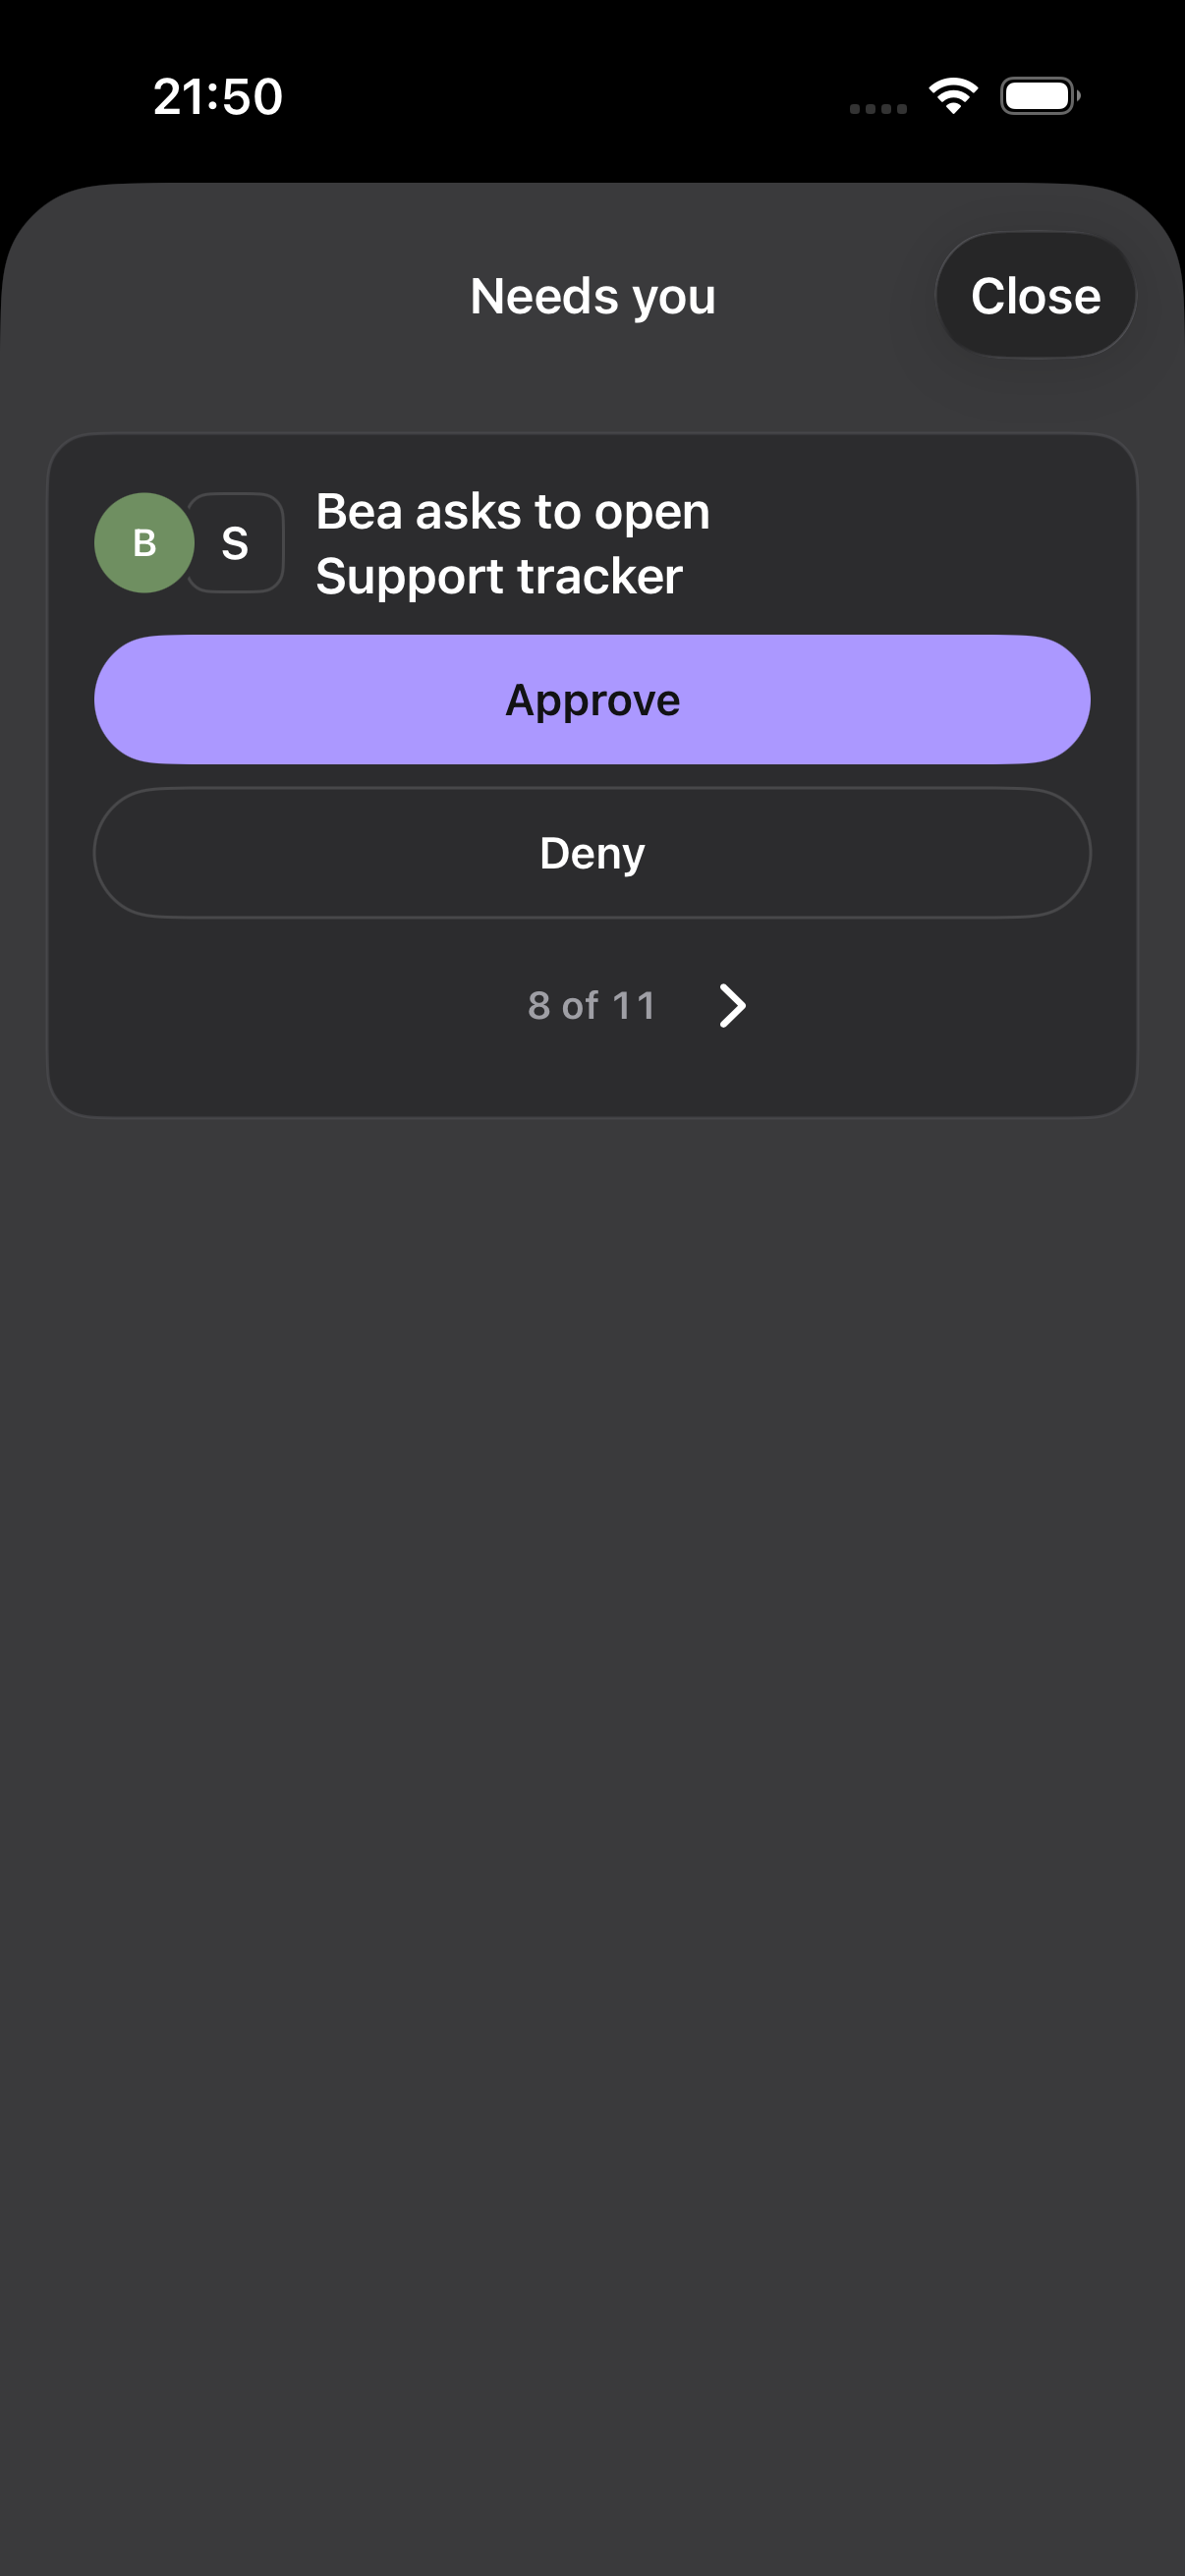 21:50
Needs you
Close
B
S
Bea asks to open
Support tracker
Approve
Deny
8 of 11